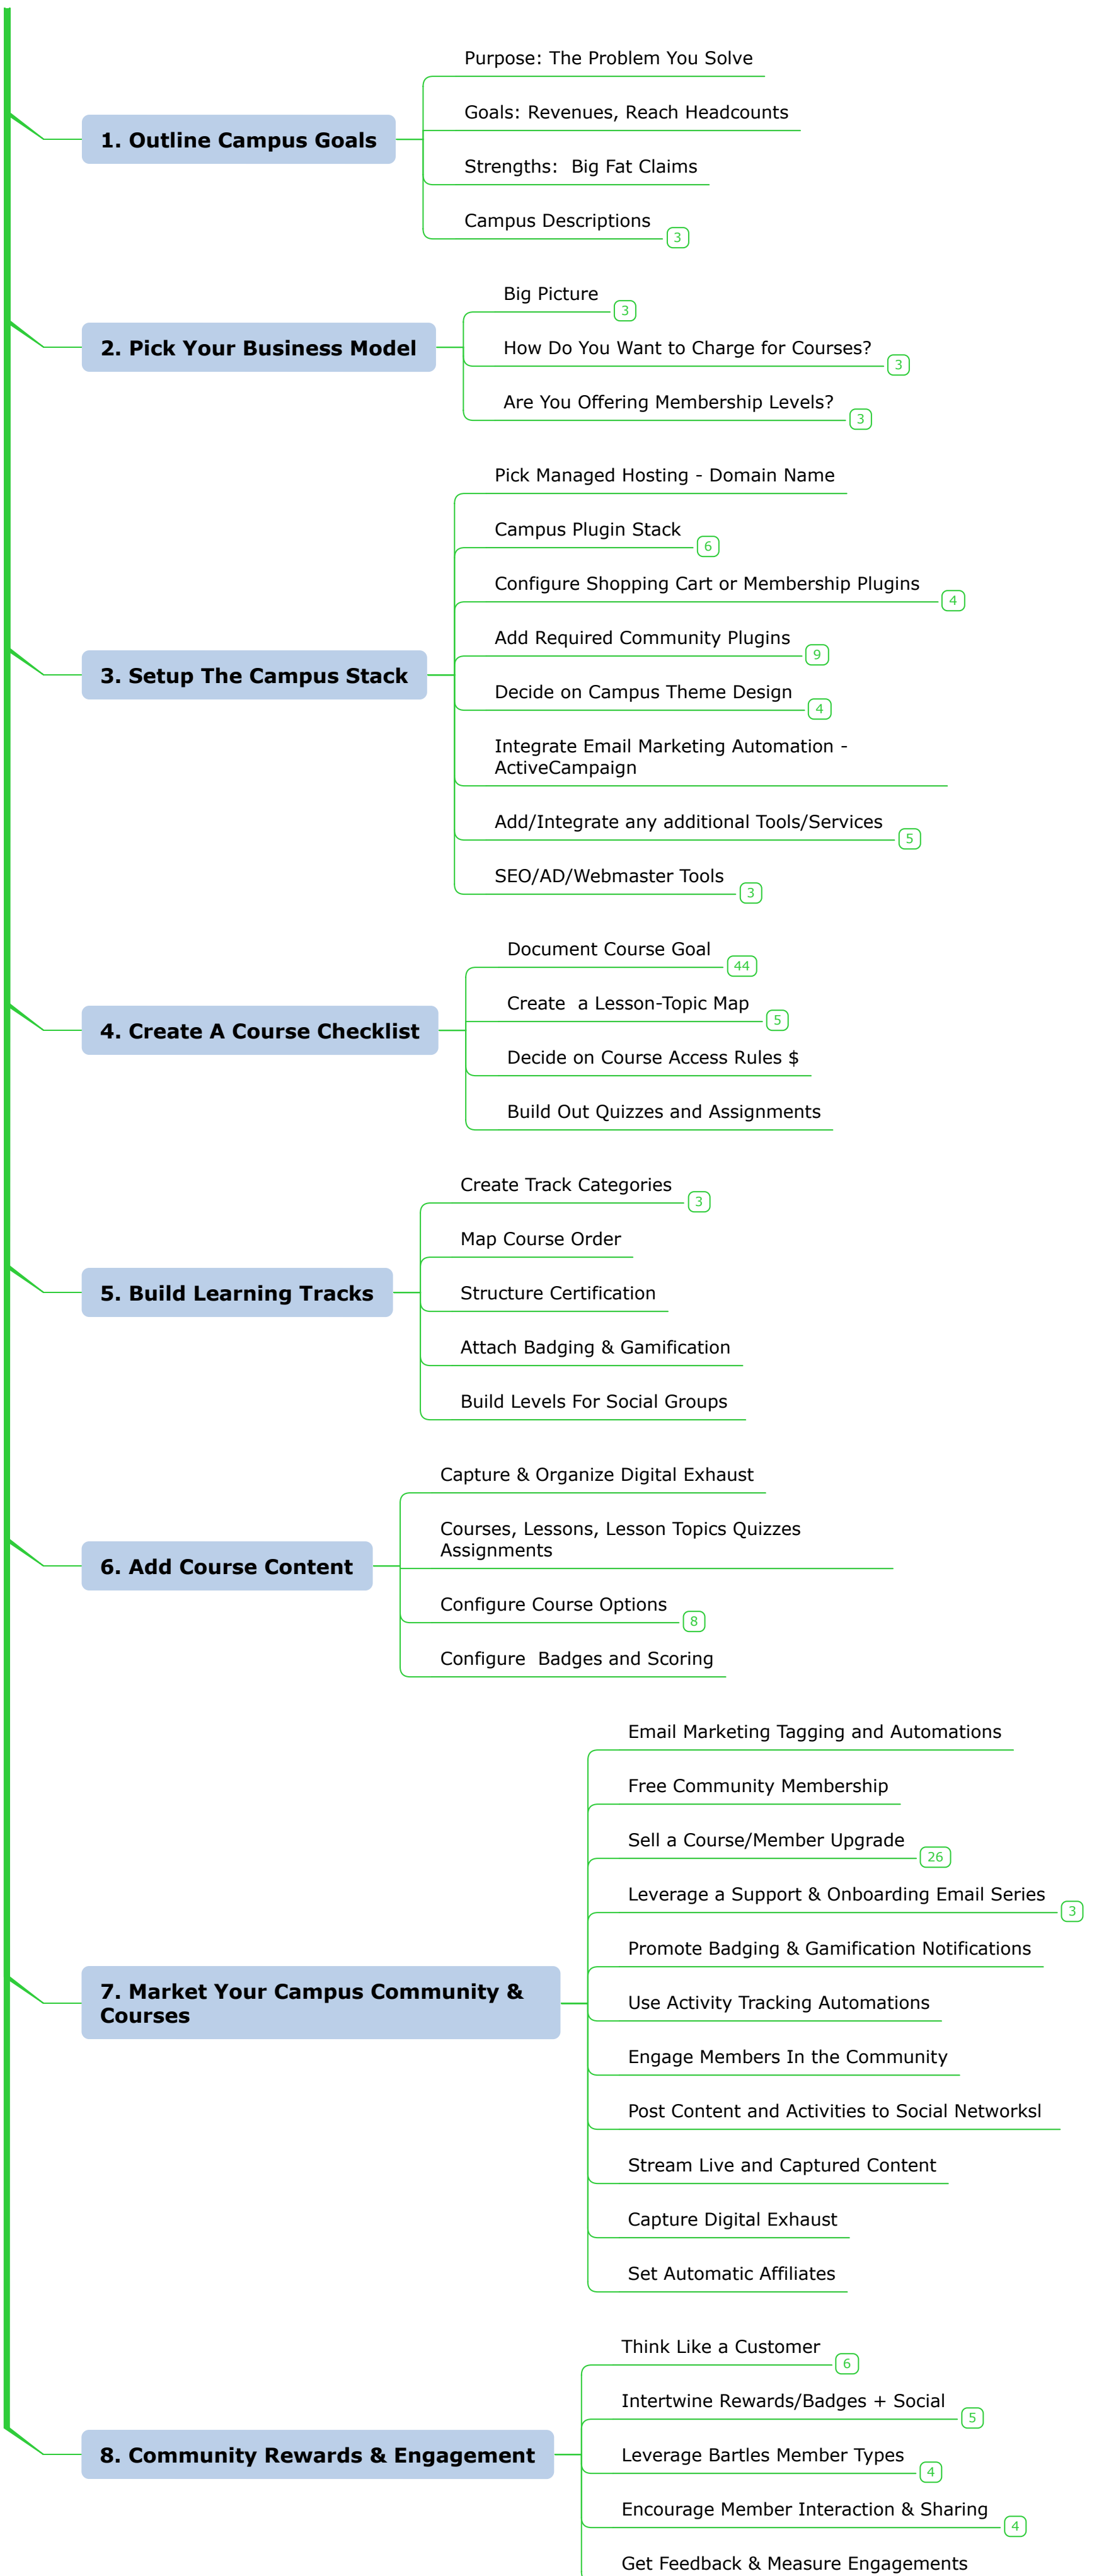 1. Outline Campus Goals
Purpose: The Problem You Solve
Goals: Revenues, Reach Headcounts
Strengths:  Big Fat Claims
Campus Descriptions
3
2. Pick Your Business Model
Big Picture
3
How Do You Want to Charge for Courses?
3
Are You Offering Membership Levels?
3
3. Setup The Campus Stack
Pick Managed Hosting - Domain Name
Campus Plugin Stack
6
Configure Shopping Cart or Membership Plugins
4
Add Required Community Plugins
9
Decide on Campus Theme Design
4
Integrate Email Marketing Automation -
ActiveCampaign
Add/Integrate any additional Tools/Services
5
SEO/AD/Webmaster Tools
3
4. Create A Course Checklist
Document Course Goal
44
Create  a Lesson-Topic Map
5
Decide on Course Access Rules $
Build Out Quizzes and Assignments
5. Build Learning Tracks
Create Track Categories
3
Map Course Order
Structure Certification
Attach Badging & Gamification
Build Levels For Social Groups
6. Add Course Content
Capture & Organize Digital Exhaust
Courses, Lessons, Lesson Topics Quizzes
Assignments
Configure Course Options
8
Configure  Badges and Scoring
7. Market Your Campus Community &
Courses
Email Marketing Tagging and Automations
Free Community Membership
Sell a Course/Member Upgrade
26
Leverage a Support & Onboarding Email Series
3
Promote Badging & Gamification Notifications
Use Activity Tracking Automations
Engage Members In the Community
Post Content and Activities to Social Networksl
Stream Live and Captured Content
Capture Digital Exhaust
Set Automatic Affiliates
8. Community Rewards & Engagement
Think Like a Customer
6
Intertwine Rewards/Badges + Social
5
Leverage Bartles Member Types
4
Encourage Member Interaction & Sharing
4
Get Feedback & Measure Engagements